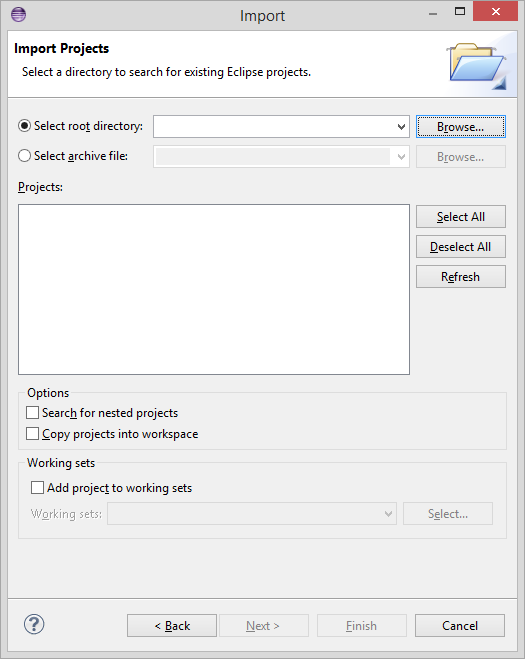 Import
Import Projects
Select a directory to search for existing Eclipse projects.
Select root directory:
Browse...
Select archive file:
Browse...
Projects:
Select All
Deselect All
Refresh
Options
Search for nested projects
Copy projects into workspace
Working sets
Add project to working sets
Working sets:
Select...
?
< Back
Next >
Finish
Cancel